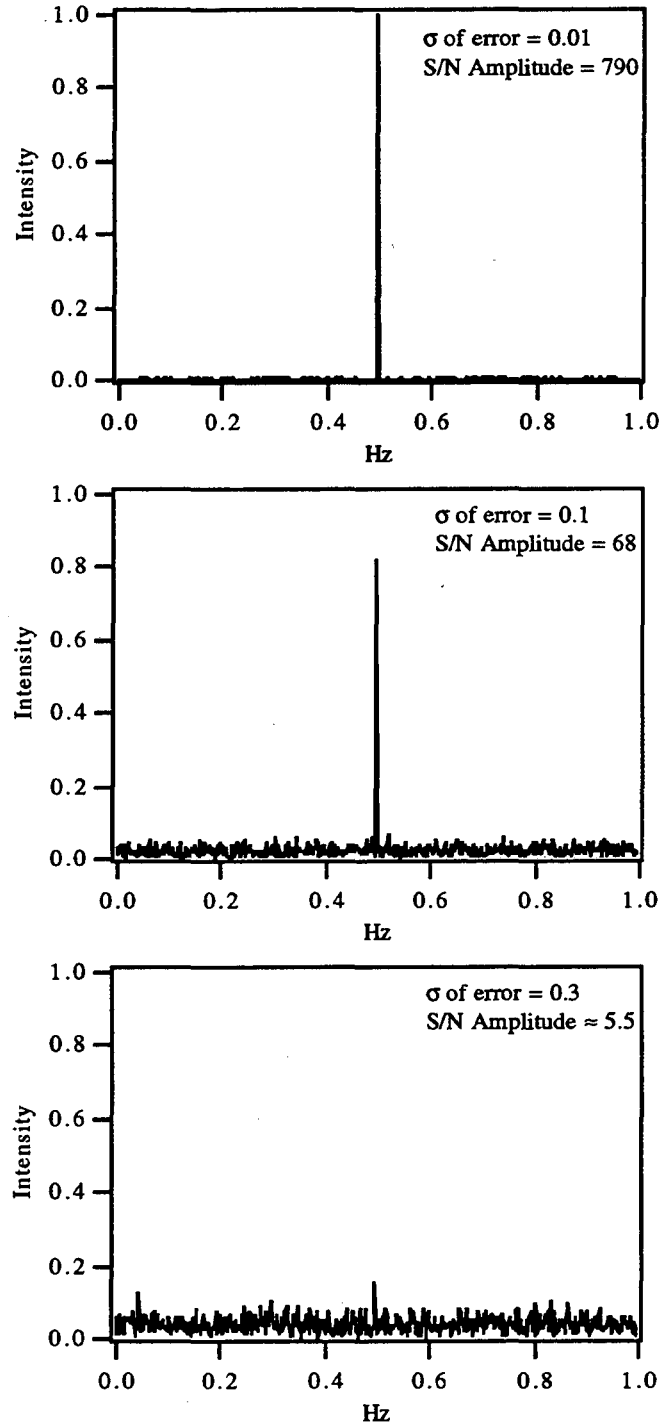 1.0
σ of error = 0.01
S/N Amplitude = 790
0.8
0.6
Intensity
0.4
0.2
0.0
0.0 0.2 0.4 0.6 0.8 1.0
Hz
1.0
σ of error = 0.1
S/N Amplitude = 68
0.8
0.6
Intensity
0.4
0.2
0.0
0.0 0.2 0.4 0.6 0.8 1.0
Hz
1.0
σ of error = 0.3
S/N Amplitude ≈ 5.5
0.8
0.6
Intensity
0.4
0.2
0.0
0.0 0.2 0.4 0.6 0.8 1.0
Hz